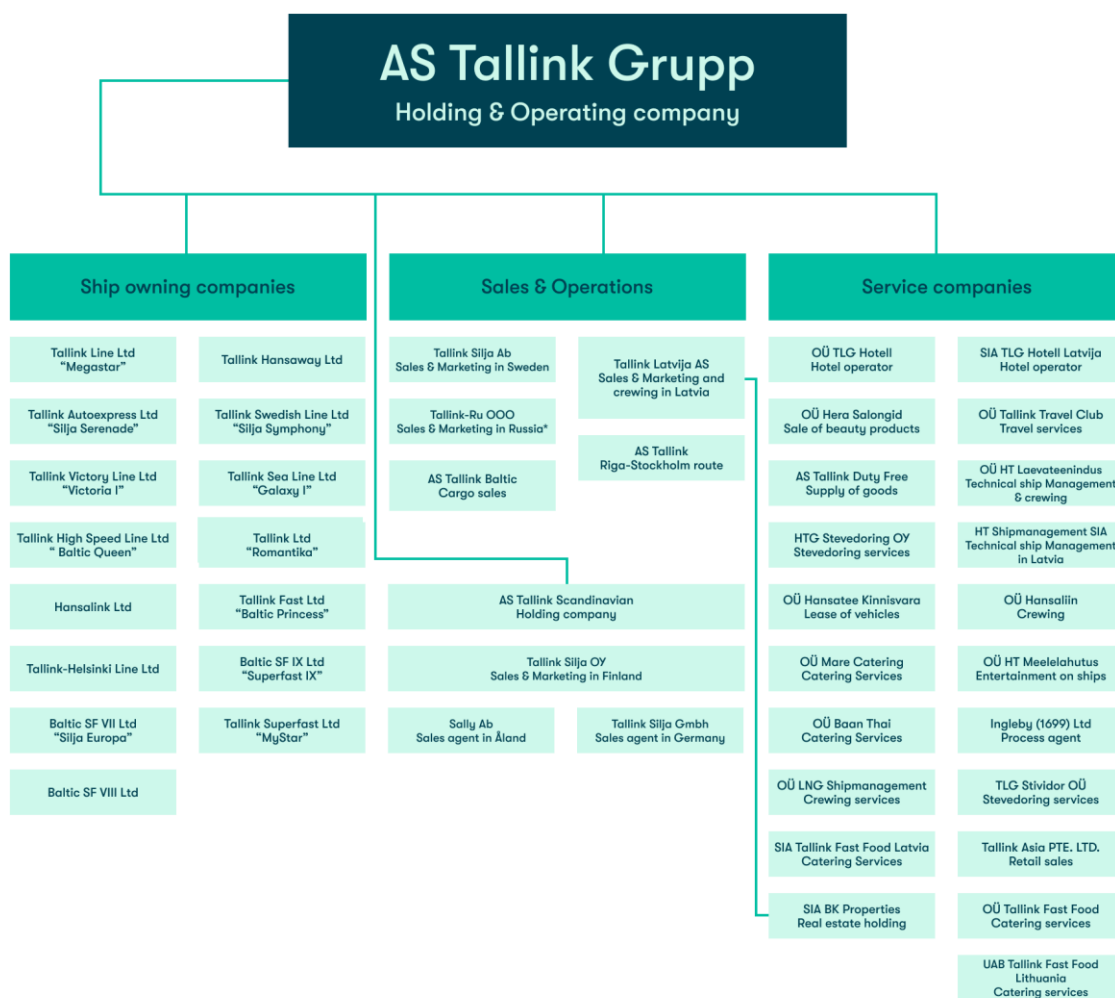 AS Tallink Grupp
Holding & Operating company
Ship owning companies
Tallink Line Ltd
“Megastar”
Tallink Hansaway Ltd
Tallink Autoexpress Ltd
“Silja Serenade”
Tallink Swedish Line Ltd
“Silja Symphony”
Tallink Victory Line Ltd
“Victoria I”
Tallink Sea Line Ltd
“Galaxy I”
Tallink High Speed Line Ltd
“ Baltic Queen”
Tallink Ltd
“Romantika”
Hansalink Ltd
Tallink Fast Ltd
“Baltic Princess”
Tallink-Helsinki Line Ltd
Baltic SF IX Ltd
“Superfast IX”
Baltic SF VII Ltd
“Silja Europa”
Tallink Superfast Ltd
“MyStar”
Baltic SF VIII Ltd
Sales & Operations
Tallink Silja Ab
Sales & Marketing in Sweden
Tallink Latvija AS
Sales & Marketing and
crewing in Latvia
Tallink-Ru OOO
Sales & Marketing in Russia*
AS Tallink
Riga-Stockholm route
AS Tallink Baltic
Cargo sales
AS Tallink Scandinavian
Holding company
Tallink Silja OY
Sales & Marketing in Finland
Sally Ab
Sales agent in Åland
Tallink Silja Gmbh
Sales agent in Germany
Service companies
OÜ TLG Hotell
Hotel operator
SIA TLG Hotell Latvija
Hotel operator
OÜ Hera Salongid
Sale of beauty products
OÜ Tallink Travel Club
Travel services
AS Tallink Duty Free
Supply of goods
OÜ HT Laevateenindus
Technical ship Management
& crewing
HTG Stevedoring OY
Stevedoring services
HT Shipmanagement SIA
Technical ship Management
in Latvia
OÜ Hansatee Kinnisvara
Lease of vehicles
OÜ Hansaliin
Crewing
OÜ Mare Catering
Catering Services
OÜ HT Meelelahutus
Entertainment on ships
OÜ Baan Thai
Catering Services
Ingleby (1699) Ltd
Process agent
OÜ LNG Shipmanagement
Crewing services
TLG Stividor OÜ
Stevedoring services
SIA Tallink Fast Food Latvia
Catering Services
Tallink Asia PTE. LTD.
Retail sales
SIA BK Properties
Real estate holding
OÜ Tallink Fast Food
Catering services
UAB Tallink Fast Food
Lithuania
Catering services